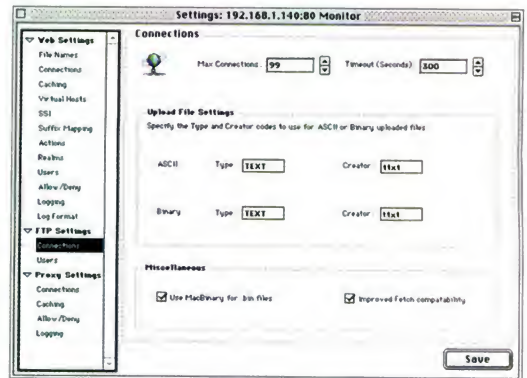 Settings: 192.168.1.140:80 Monitor
Web Settings
File Names
Connections
Caching
Virtual Hosts
SSI
Suffix Mapping
Actions
Realms
Users
Allow/Deny
Logging
Log Format
FTP Settings
Connections
Users
Proxy Settings
Connections
Caching
Allow/Deny
Logging
Connections
Max Connections: 99
Timeout (Seconds): 300
Upload File Settings
Specify the Type and Creator codes to use for ASCII or Binary uploaded files
ASCII Type TEXT Creator ttxt
Binary Type TEXT Creator ttxt
Miscellaneous
Use MacBinary for .bin files
Improved Fetch compatability
Save